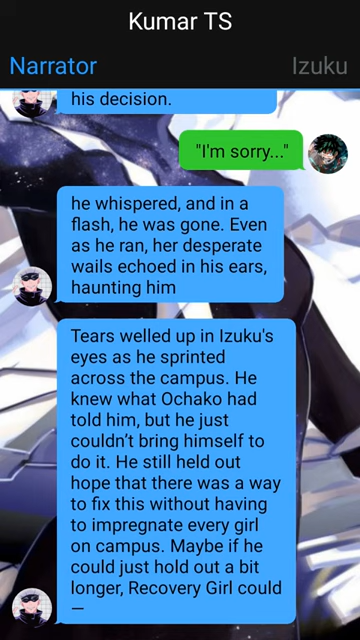 Kumar TS
Narrator
Izuku
his decision.
"I'm sorry..."
he whispered, and in a
flash, he was gone. Even
as he ran, her desperate
wails echoed in his ears,
haunting him
Tears welled up in Izuku's
eyes as he sprinted
across the campus. He
knew what Ochako had
told him, but he just
couldn’t bring himself to
do it. He still held out
hope that there was a way
to fix this without having
to impregnate every girl
on campus. Maybe if he
could just hold out a bit
longer, Recovery Girl could
—